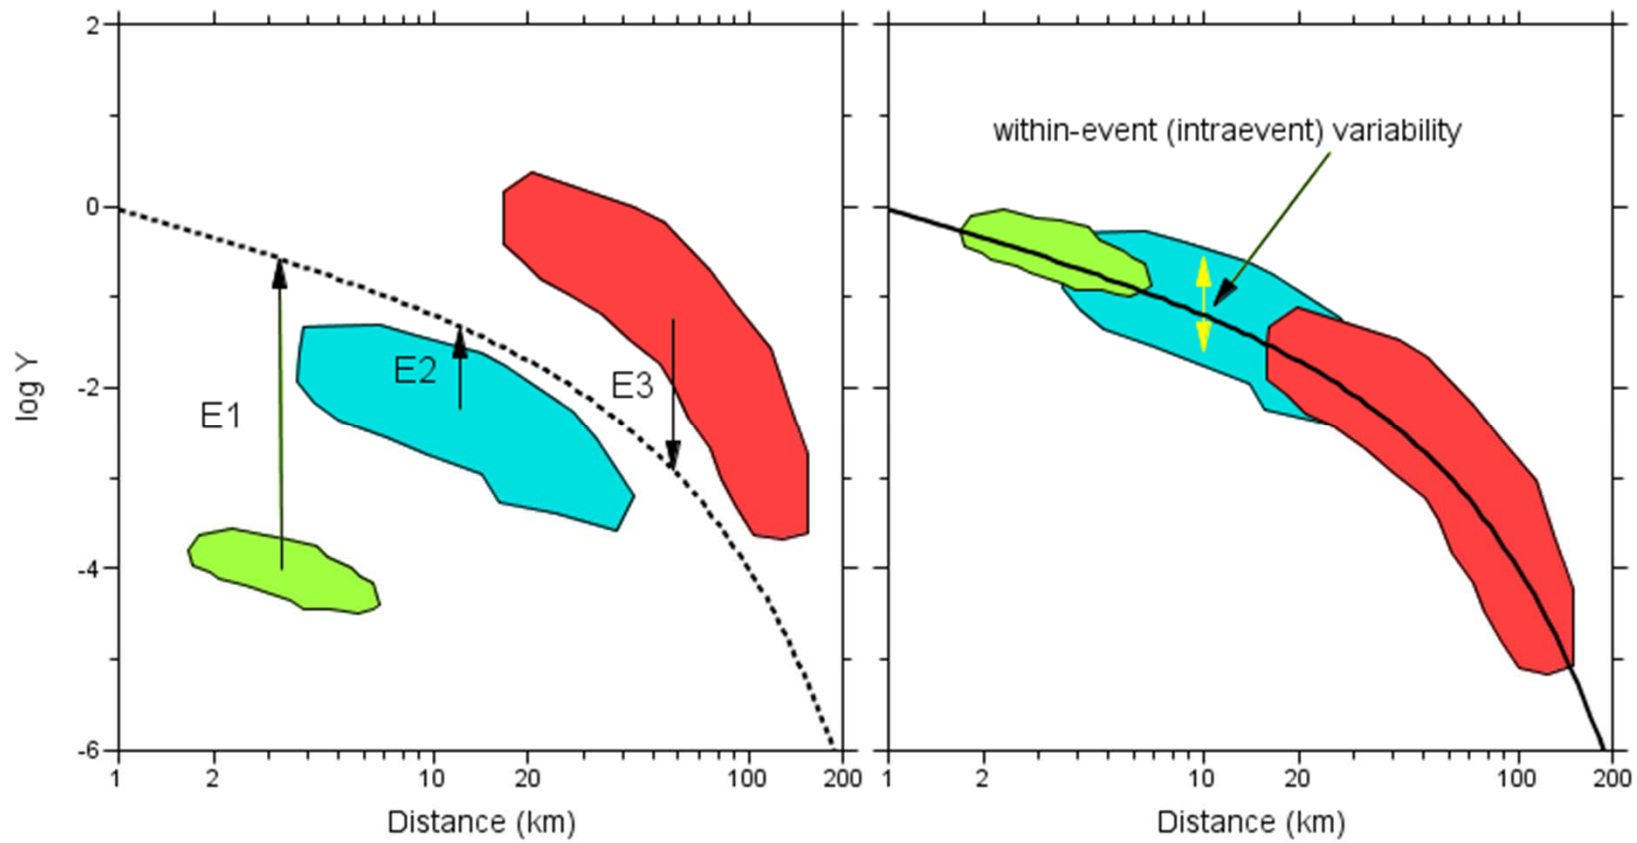 2
0
-2
-4
-6
log Y
E1
E2
E3
1 2 10 20 100 200
Distance (km)
within-event (intraevent) variability
1 2 10 20 100 200
Distance (km)